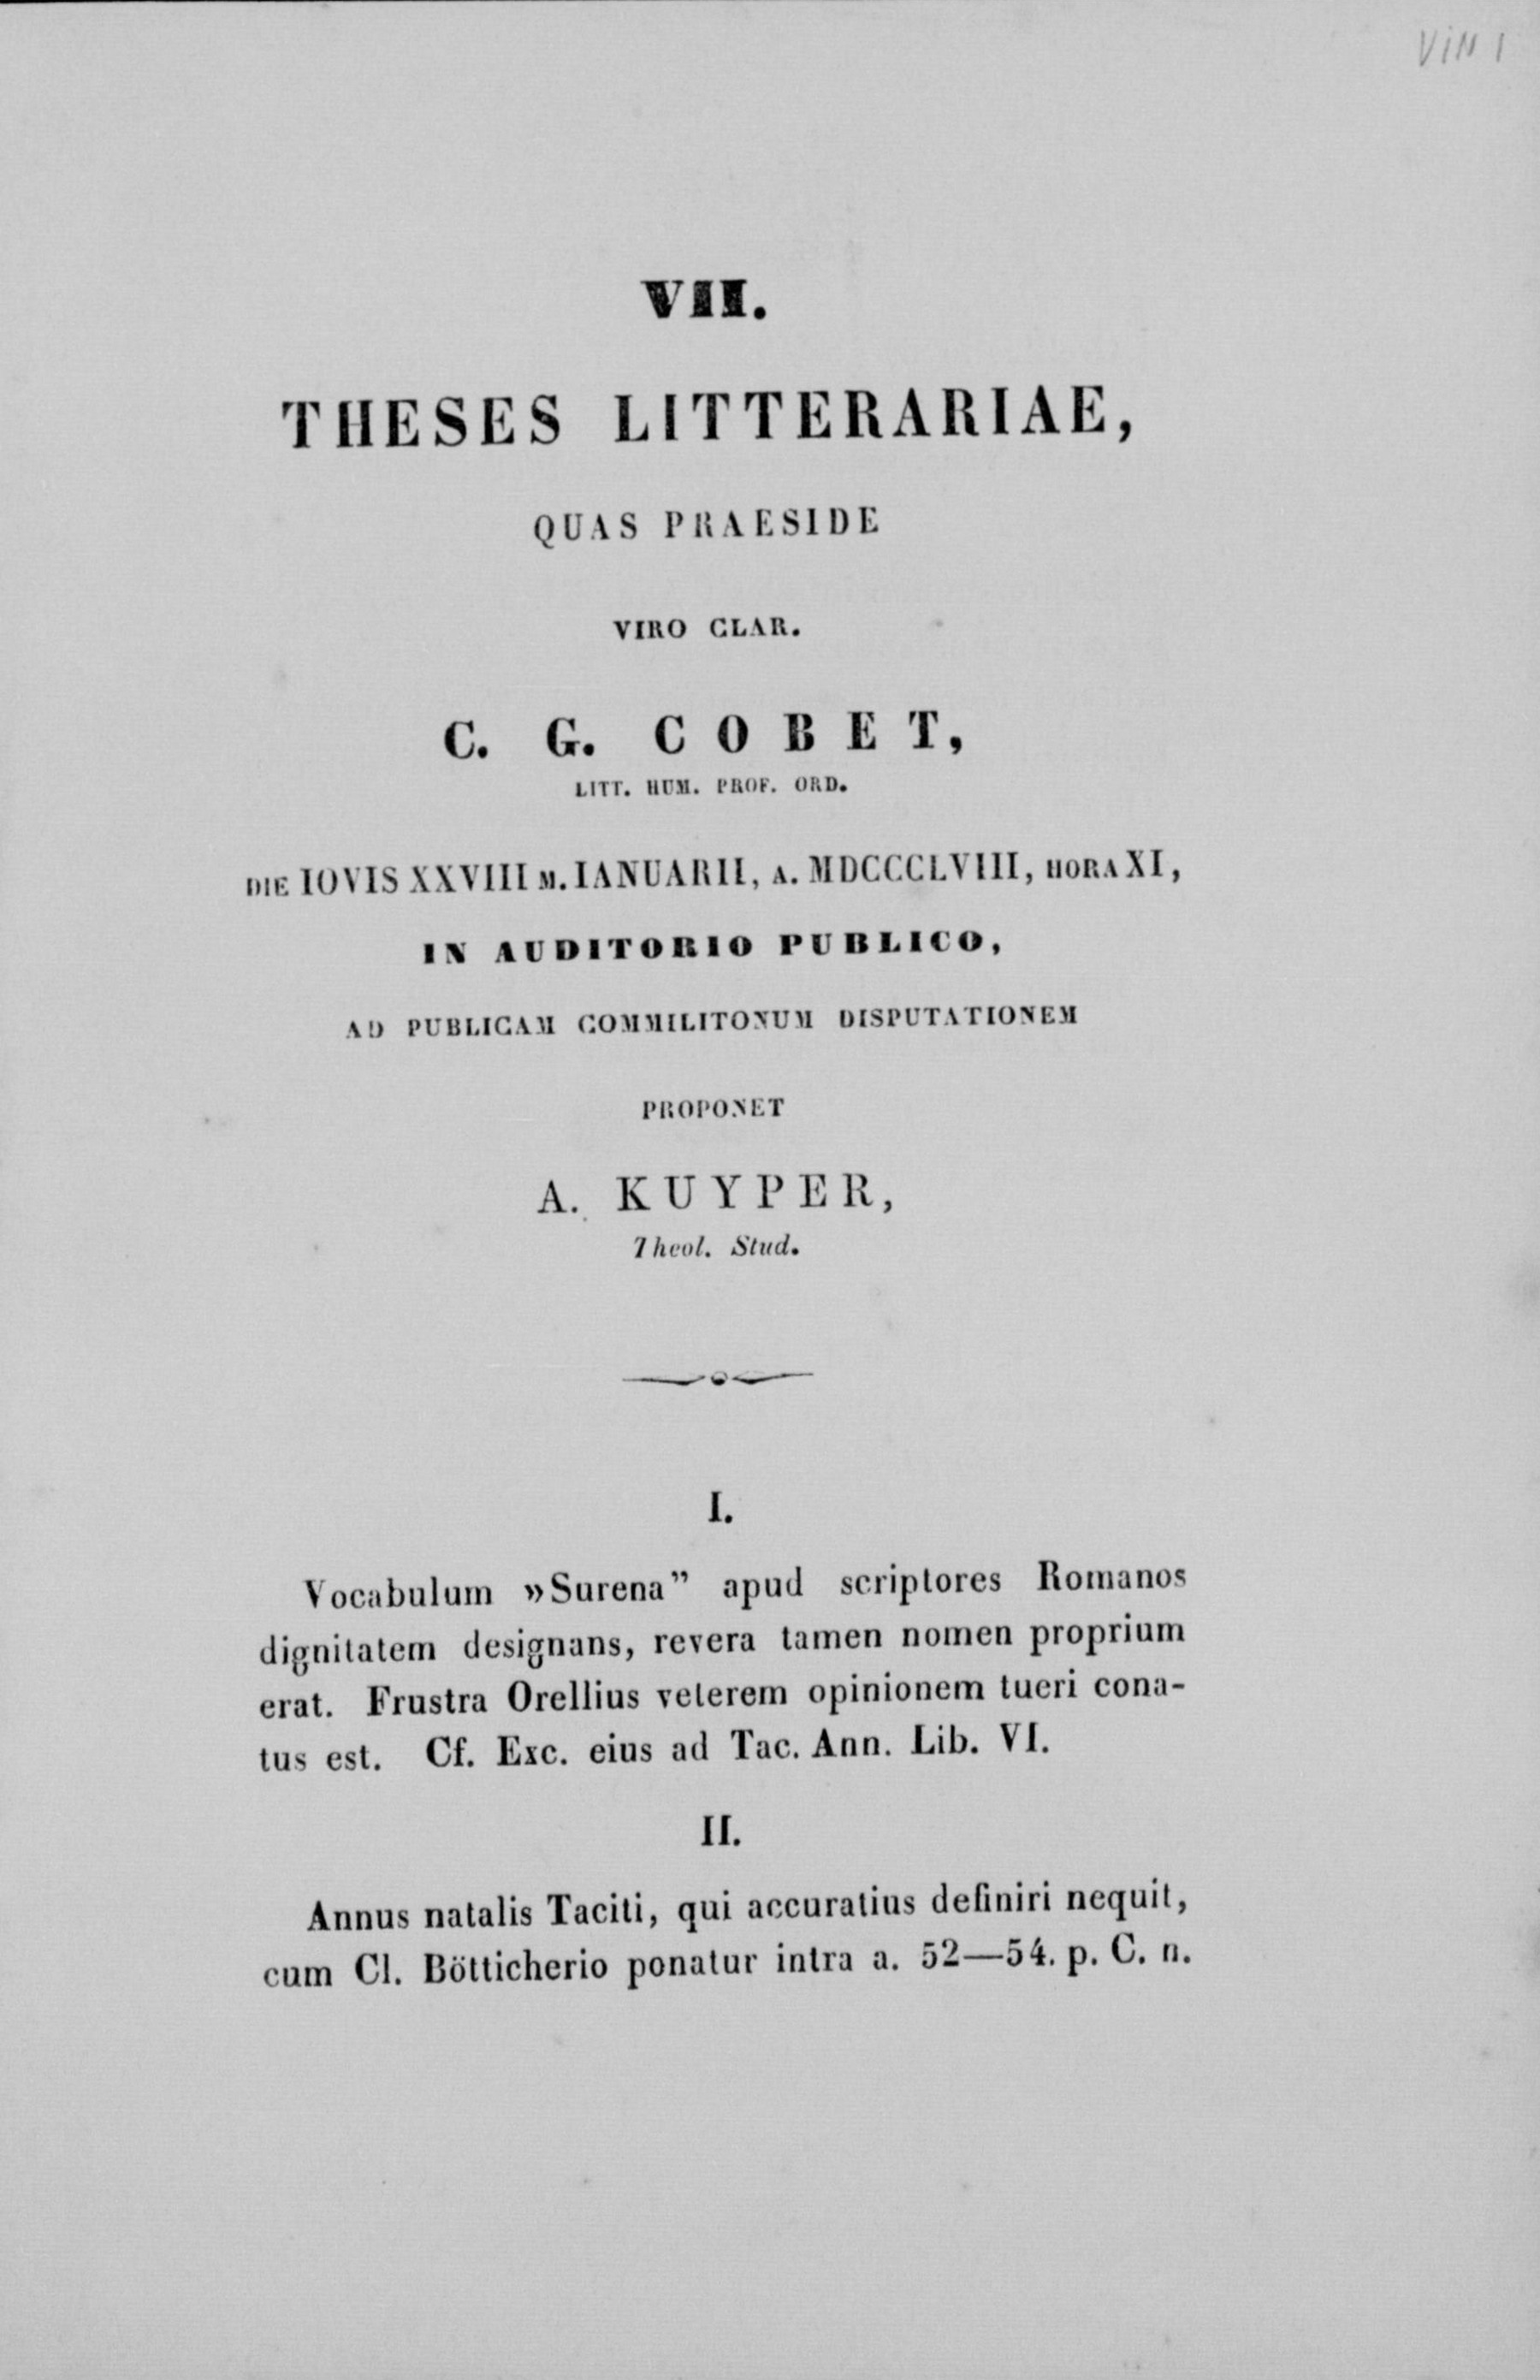 VII.
THESES LITTERARIAE,
QUAS PRAESIDE
VIRO CLAR.
C. G. COBET,
LITT. HUM. PROF. ORD.
DIE IOVIS XXVIII M. IANUARII, A. MDCCCLVIII, HORA XI,
IN AUDITORIO PUBLICO,
AD PUBLICAM COMMILITONUM DISPUTATIONEM
PROPONET
A. KUYPER,
Theol. Stud.
I.
Vocabulum »Surena” apud scriptores Romanos
dignitatem designans, revera tamen nomen proprium
erat. Frustra Orellius veterem opinionem tueri cona-
tus est. Cf. Exc. eius ad Tac. Ann. Lib. VI.
II.
Annus natalis Taciti, qui accuratius definiri nequit,
cum Cl. Bötticherio ponatur intra a. 52—54. p. C. n.